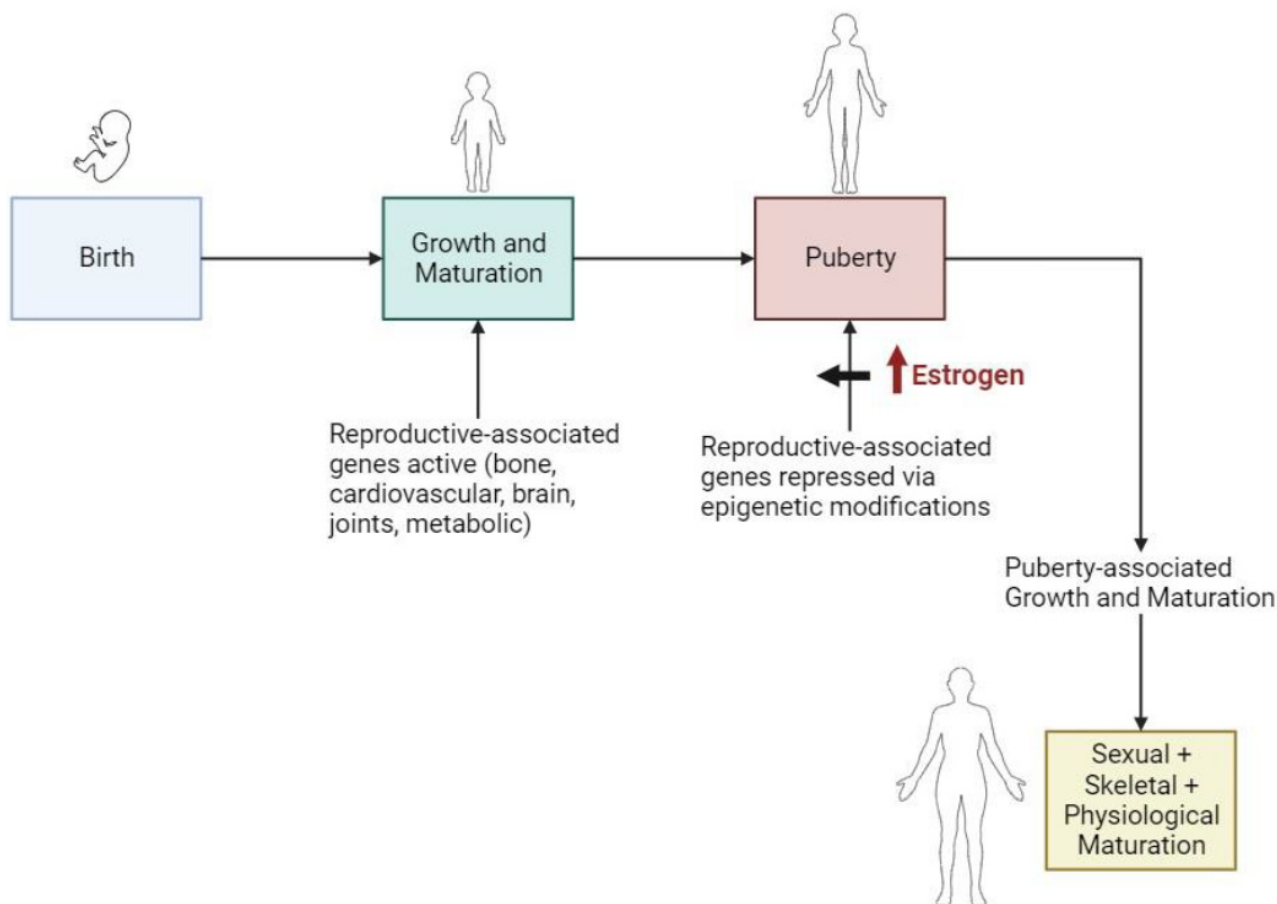 Birth
Growth and
Maturation
Puberty
Estrogen
Reproductive-associated
genes active (bone,
cardiovascular, brain,
joints, metabolic)
Reproductive-associated
genes repressed via
epigenetic modifications
Puberty-associated
Growth and Maturation
Sexual +
Skeletal +
Physiological
Maturation